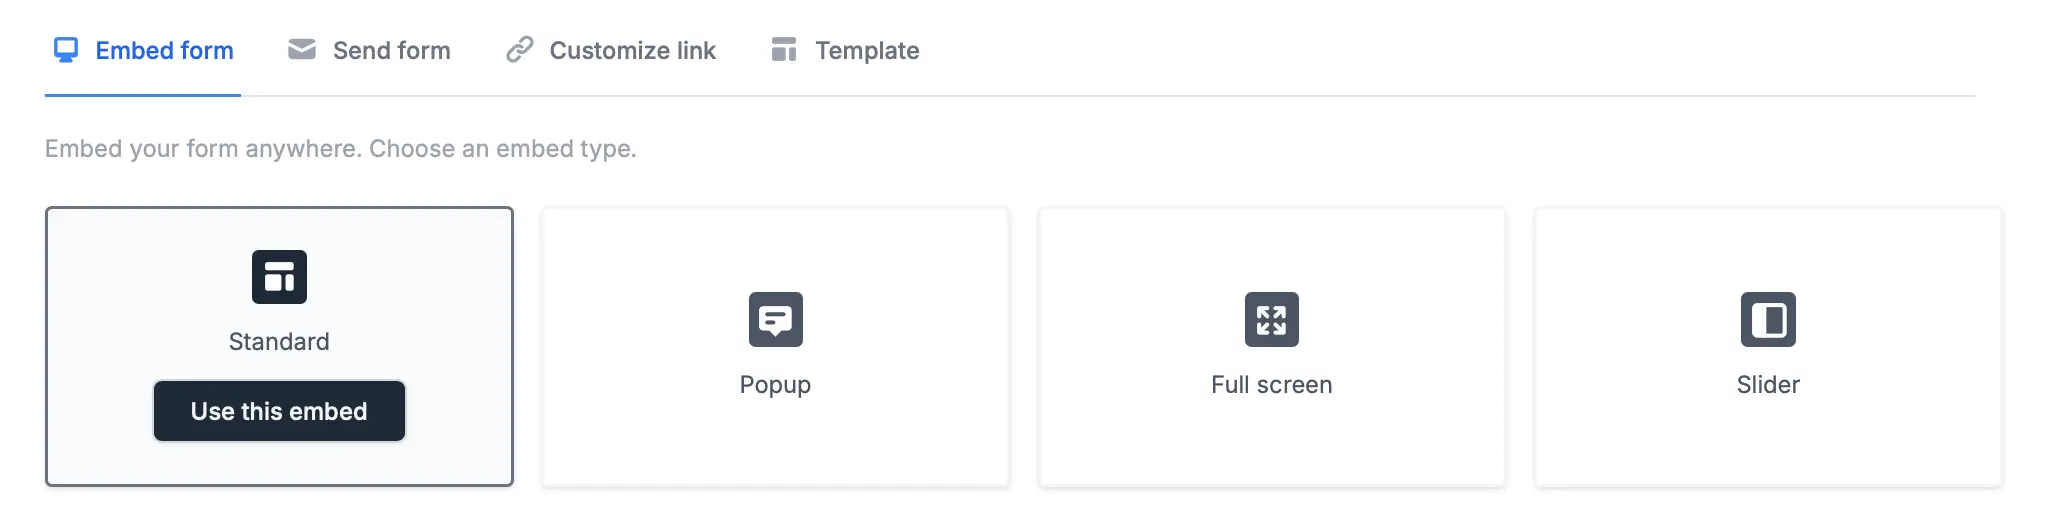 Embed form Send form Customize link Template
Embed your form anywhere. Choose an embed type.
Standard
Use this embed
Popup
Full screen
Slider